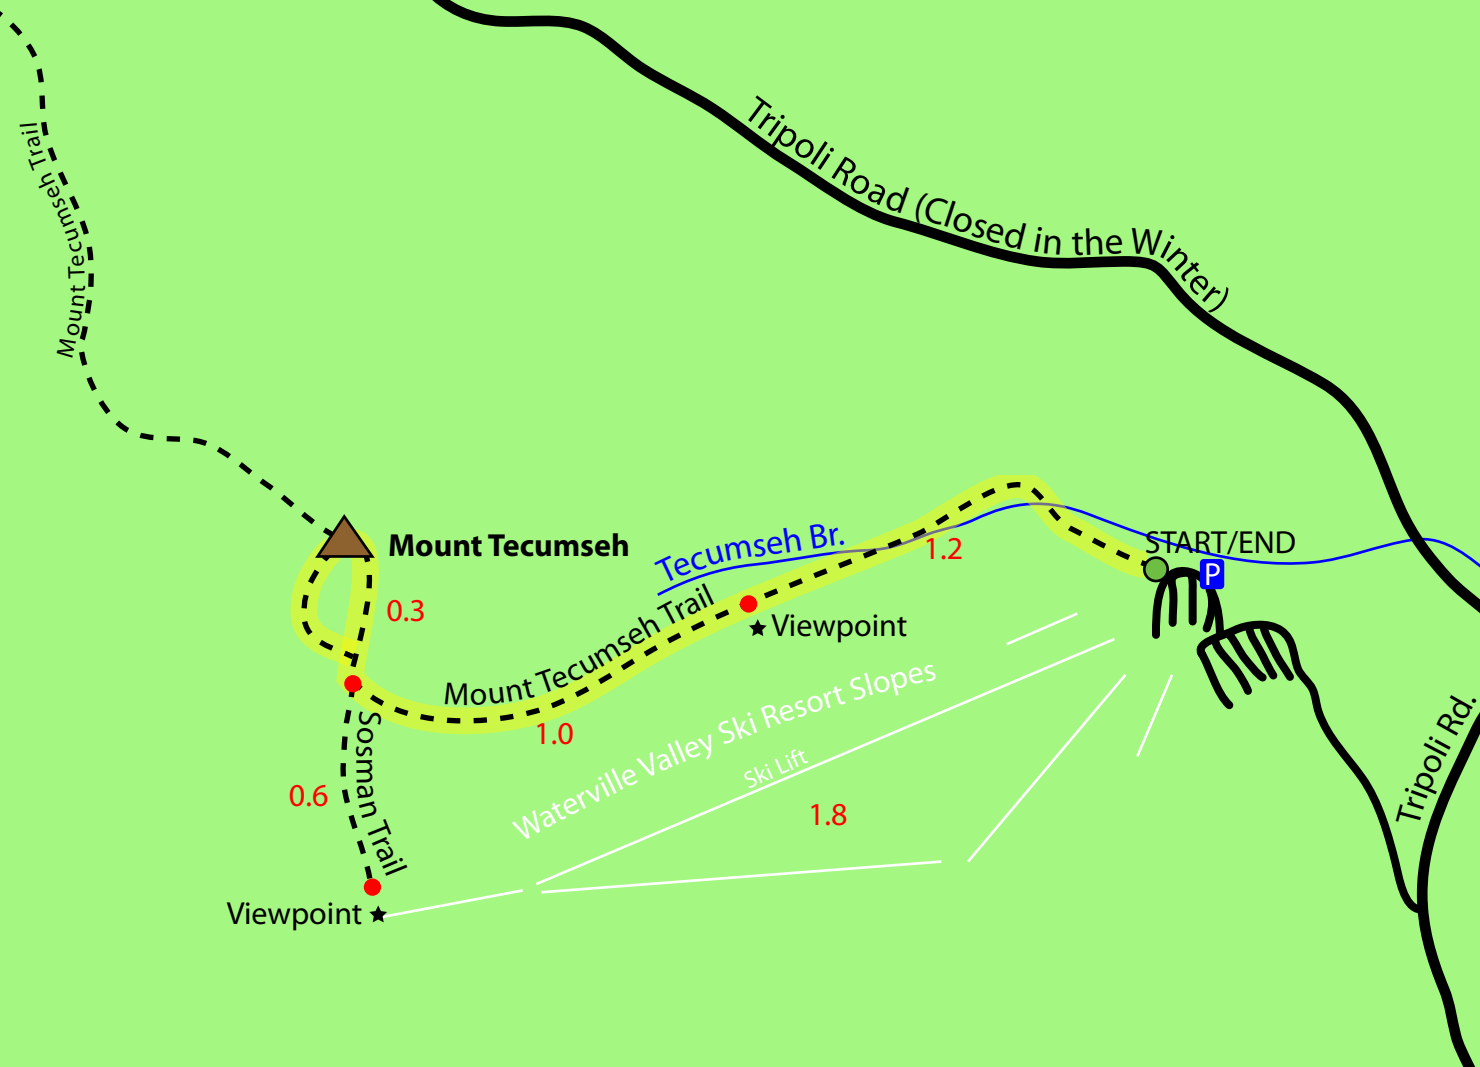 Tripoli Road (Closed in the Winter)
Mount Tecumseh Trail
START/END
P
Mount Tecumseh
Tecumseh Br.
1.2
0.3
Mount Tecumseh Trail
Viewpoint
1.0
Sosman Trail
0.6
Waterville Valley Ski Resort Slopes
Ski Lift
1.8
Tripoli Rd.
Viewpoint